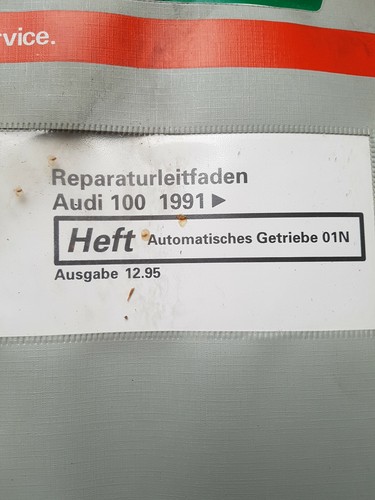 rvice.
Reparaturleitfaden
Audi 100 1991 ▶
Heft Automatisches Getriebe 01N
Ausgabe 12.95